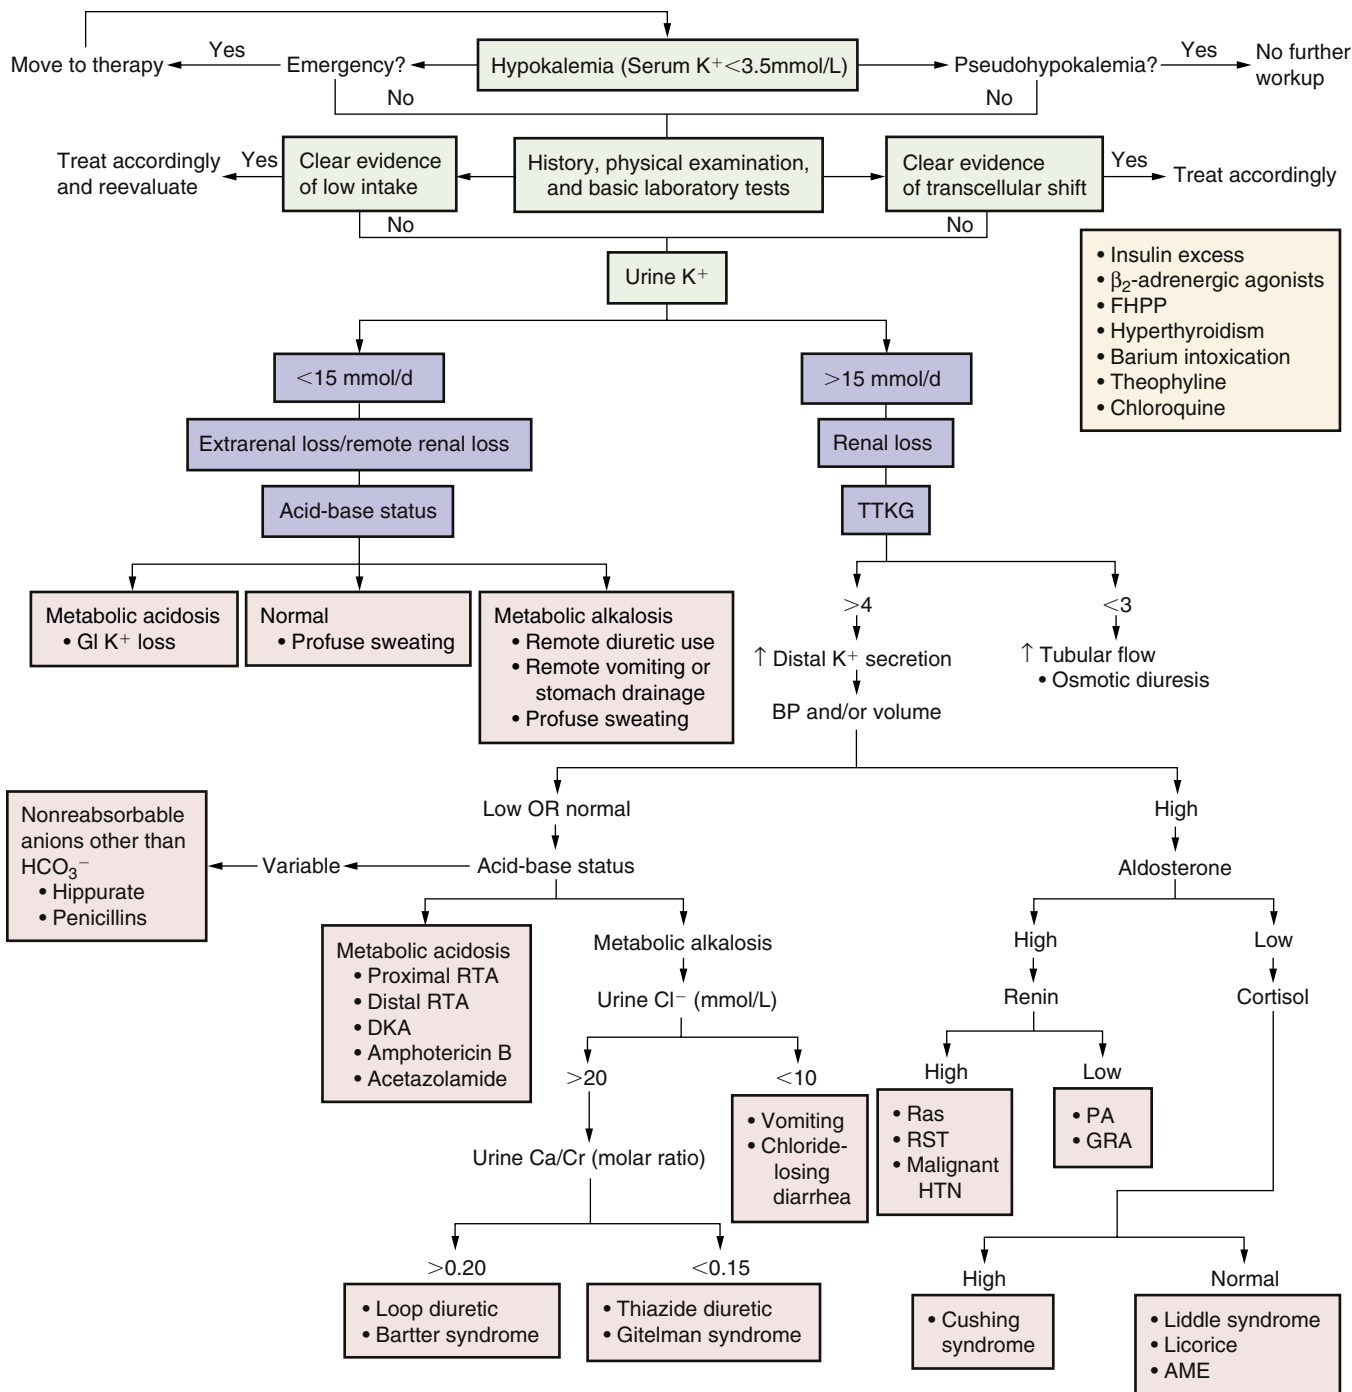 Move to therapy
Yes
Emergency?
Hypokalemia (Serum K⁺<3.5mmol/L)
Pseudohypokalemia?
Yes
No further
workup
No
No
Treat accordingly
and reevaluate
Yes
Clear evidence
of low intake
History, physical examination,
and basic laboratory tests
Clear evidence
of transcellular shift
Yes
Treat accordingly
No
No
Urine K⁺
• Insulin excess
• β₂-adrenergic agonists
• FHPP
• Hyperthyroidism
• Barium intoxication
• Theophyline
• Chloroquine
<15 mmol/d
>15 mmol/d
Extrarenal loss/remote renal loss
Renal loss
Acid-base status
TTKG
Metabolic acidosis
• GI K⁺ loss
Normal
• Profuse sweating
Metabolic alkalosis
• Remote diuretic use
• Remote vomiting or
stomach drainage
• Profuse sweating
>4
<3
↑ Distal K⁺ secretion
↑ Tubular flow
• Osmotic diuresis
BP and/or volume
Low OR normal
High
Nonreabsorbable
anions other than
HCO₃⁻
• Hippurate
• Penicillins
Variable
Acid-base status
Aldosterone
Metabolic acidosis
• Proximal RTA
• Distal RTA
• DKA
• Amphotericin B
• Acetazolamide
Metabolic alkalosis
High
Low
Urine Cl⁻ (mmol/L)
Renin
Cortisol
>20
<10
High
Low
• Vomiting
• Chloride-
losing
diarrhea
• Ras
• RST
• Malignant
HTN
• PA
• GRA
Urine Ca/Cr (molar ratio)
>0.20
<0.15
High
Normal
• Loop diuretic
• Bartter syndrome
• Thiazide diuretic
• Gitelman syndrome
• Cushing
syndrome
• Liddle syndrome
• Licorice
• AME